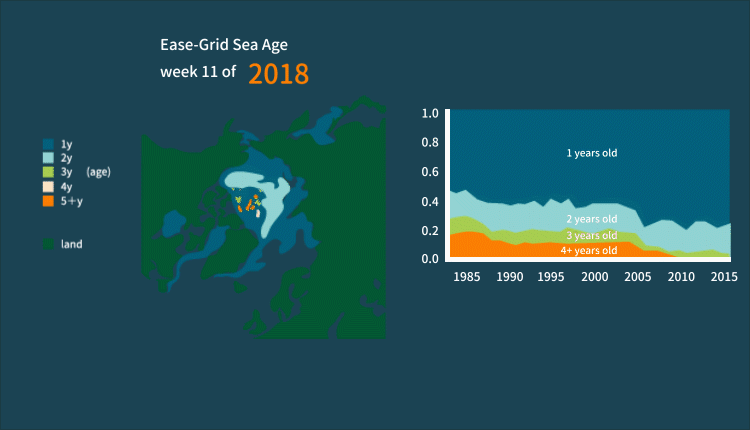 Ease-Grid Sea Age
week 11 of 2018
1y
2y
3y (age)
4y
5+y
land
1.0
0.8
0.6
0.4
0.2
0.0
1 years old
2 years old
3 years old
4+ years old
1985 1990 1995 2000 2005 2010 2015